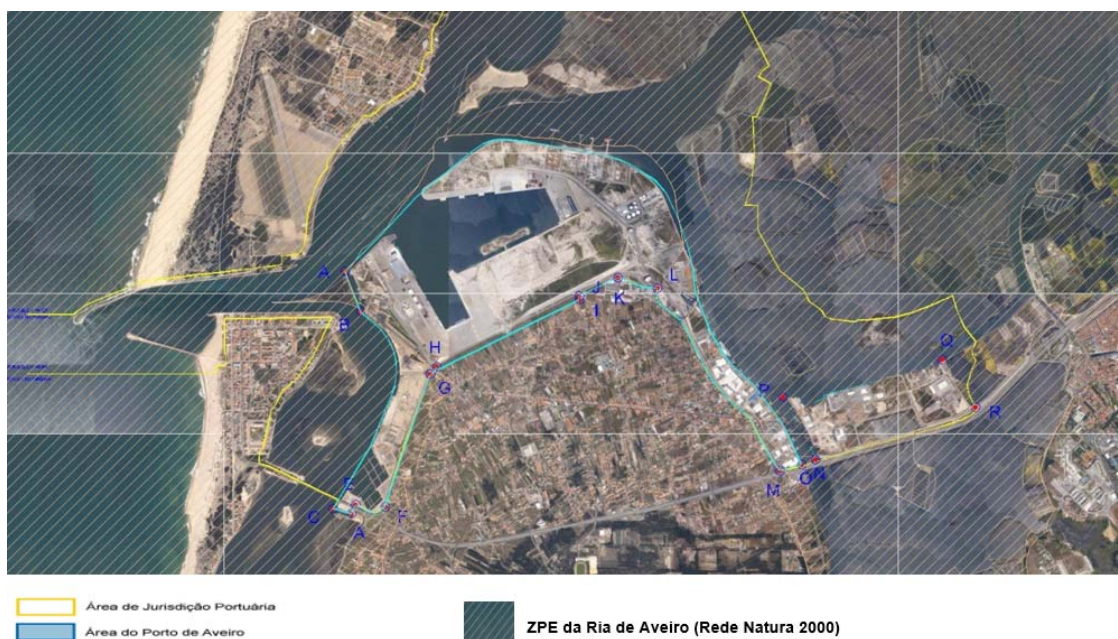 A
B
H
G
J
I
K
L
Q
P
R
M
O
N
E
C
A
F
Área de Jurisdição Portuária
Área do Porto de Aveiro
ZPE da Ria de Aveiro (Rede Natura 2000)